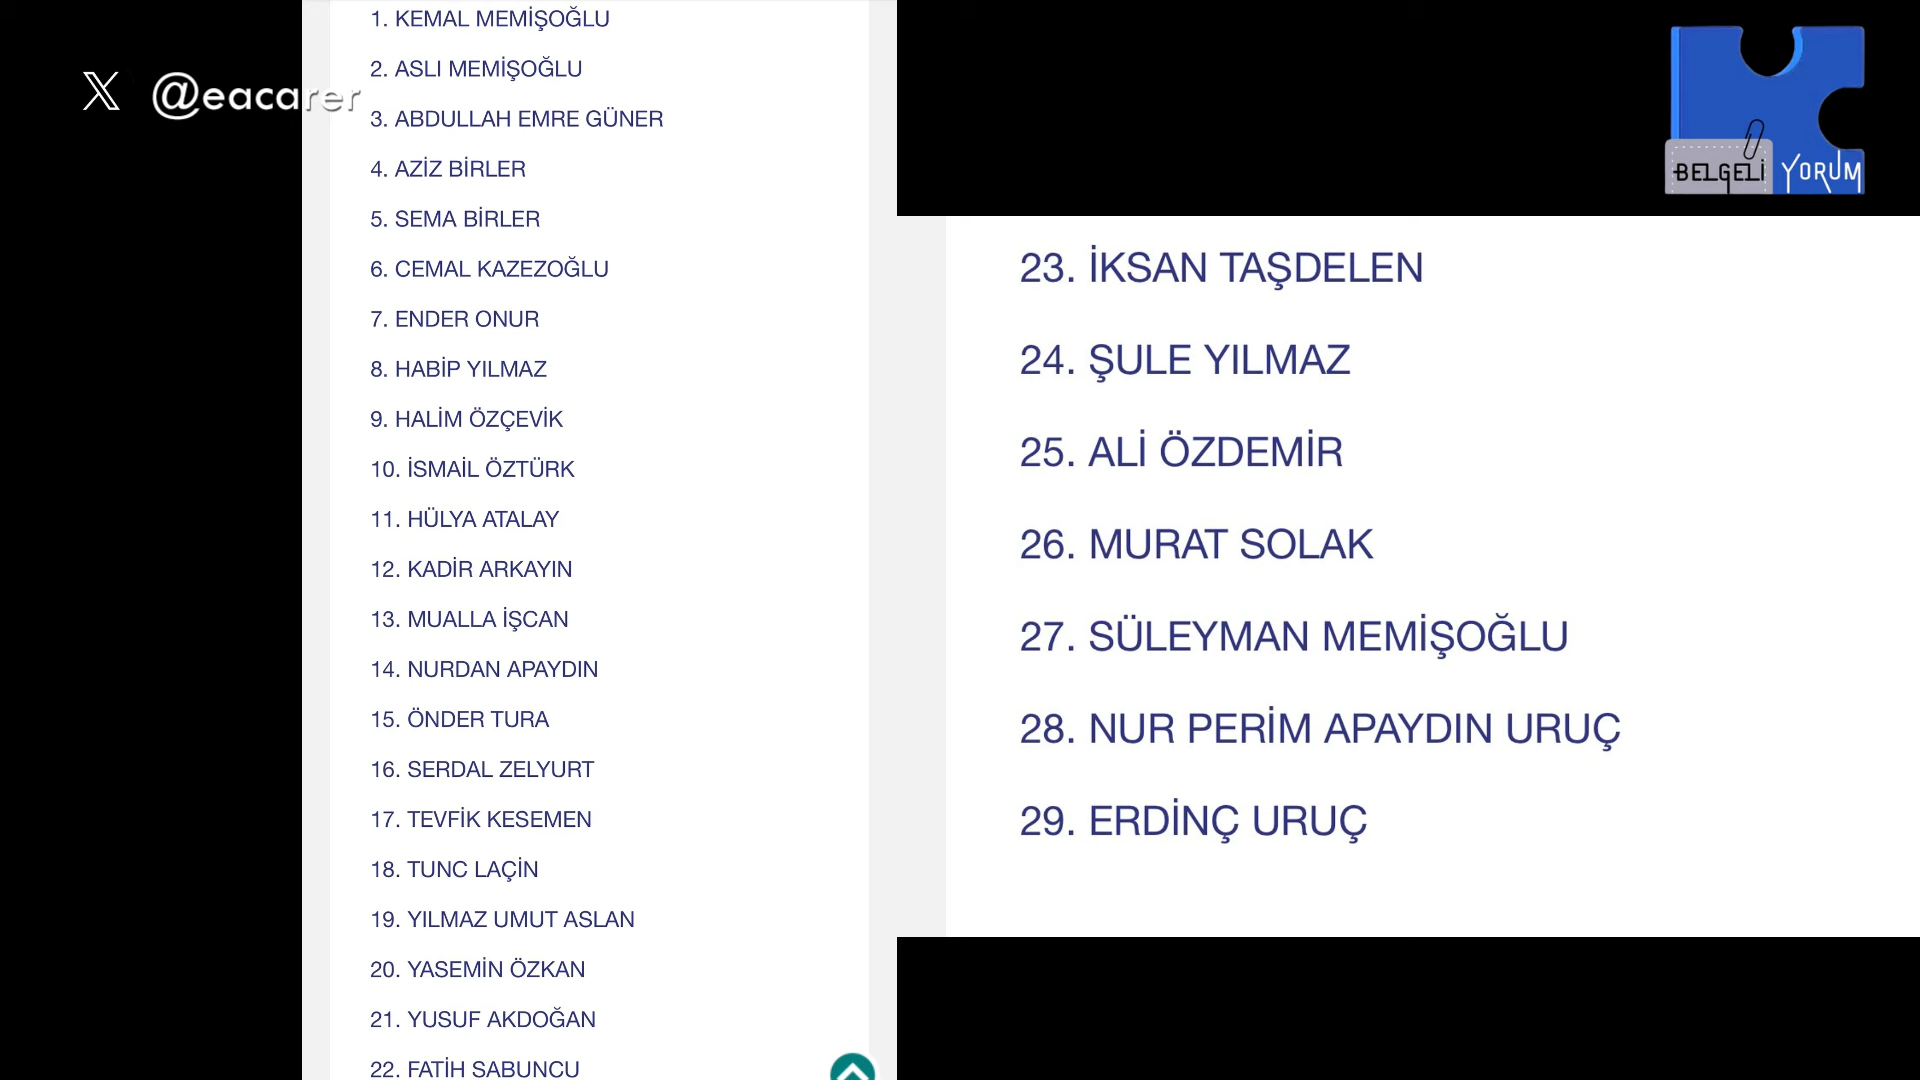 𝕏 @eacarer
1. KEMAL MEMİŞOĞLU
2. ASLI MEMİŞOĞLU
3. ABDULLAH EMRE GÜNER
4. AZİZ BİRLER
5. SEMA BİRLER
6. CEMAL KAZEZOĞLU
7. ENDER ONUR
8. HABİP YILMAZ
9. HALİM ÖZÇEVİK
10. İSMAİL ÖZTÜRK
11. HÜLYA ATALAY
12. KADİR ARKAYIN
13. MUALLA İŞCAN
14. NURDAN APAYDIN
15. ÖNDER TURA
16. SERDAL ZELYURT
17. TEVFİK KESEMEN
18. TUNC LAÇİN
19. YILMAZ UMUT ASLAN
20. YASEMİN ÖZKAN
21. YUSUF AKDOĞAN
22. FATİH SABUNCU
BELGELİ YORUM
23. İKSAN TAŞDELEN
24. ŞULE YILMAZ
25. ALİ ÖZDEMİR
26. MURAT SOLAK
27. SÜLEYMAN MEMİŞOĞLU
28. NUR PERİM APAYDIN URUÇ
29. ERDİNÇ URUÇ